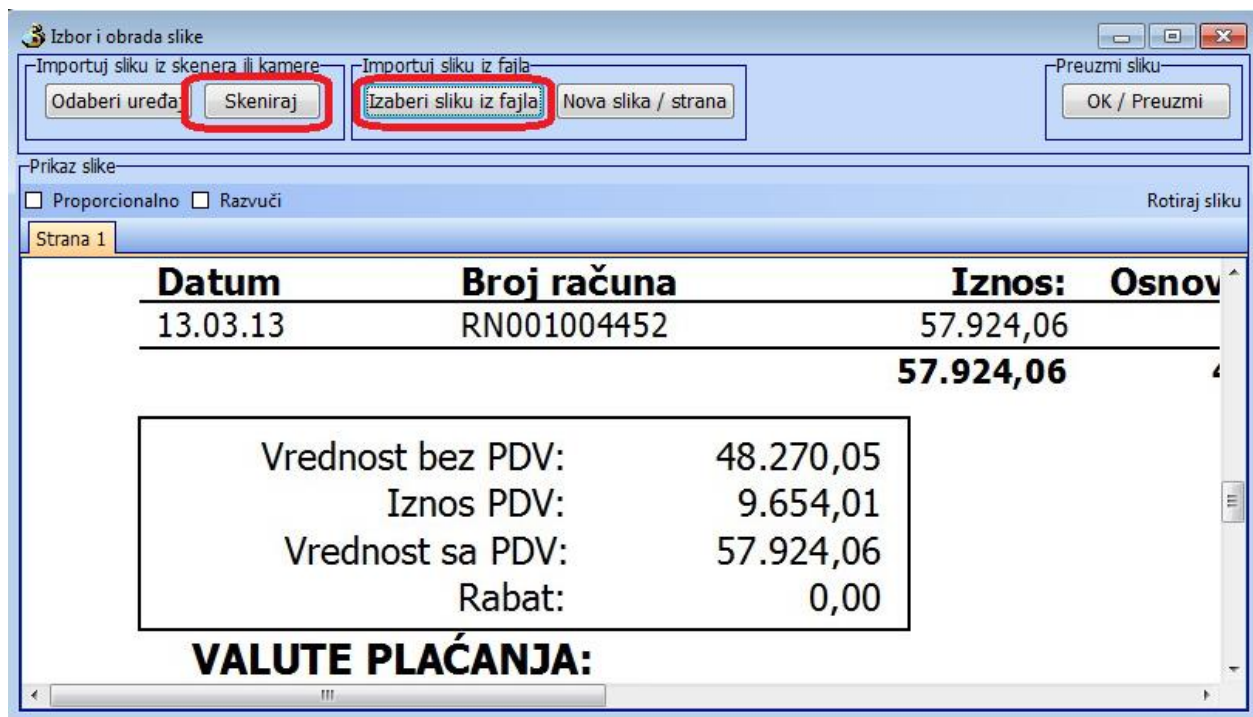 Izbor i obrada slike
Importuj sliku iz skenera ili kamere
Importuj sliku iz fajla
Preuzmi sliku
Odaberi uređaj
Skeniraj
Izaberi sliku iz fajla
Nova slika / strana
OK / Preuzmi
Prikaz slike
Proporcionalno
Razvuči
Rotiraj sliku
Strana 1
Datum Broj računa Iznos: Osnov
13.03.13 RN001004452 57.924,06
57.924,06 4
Vrednost bez PDV: 48.270,05
Iznos PDV: 9.654,01
Vrednost sa PDV: 57.924,06
Rabat: 0,00
VALUTE PLAĆANJA: